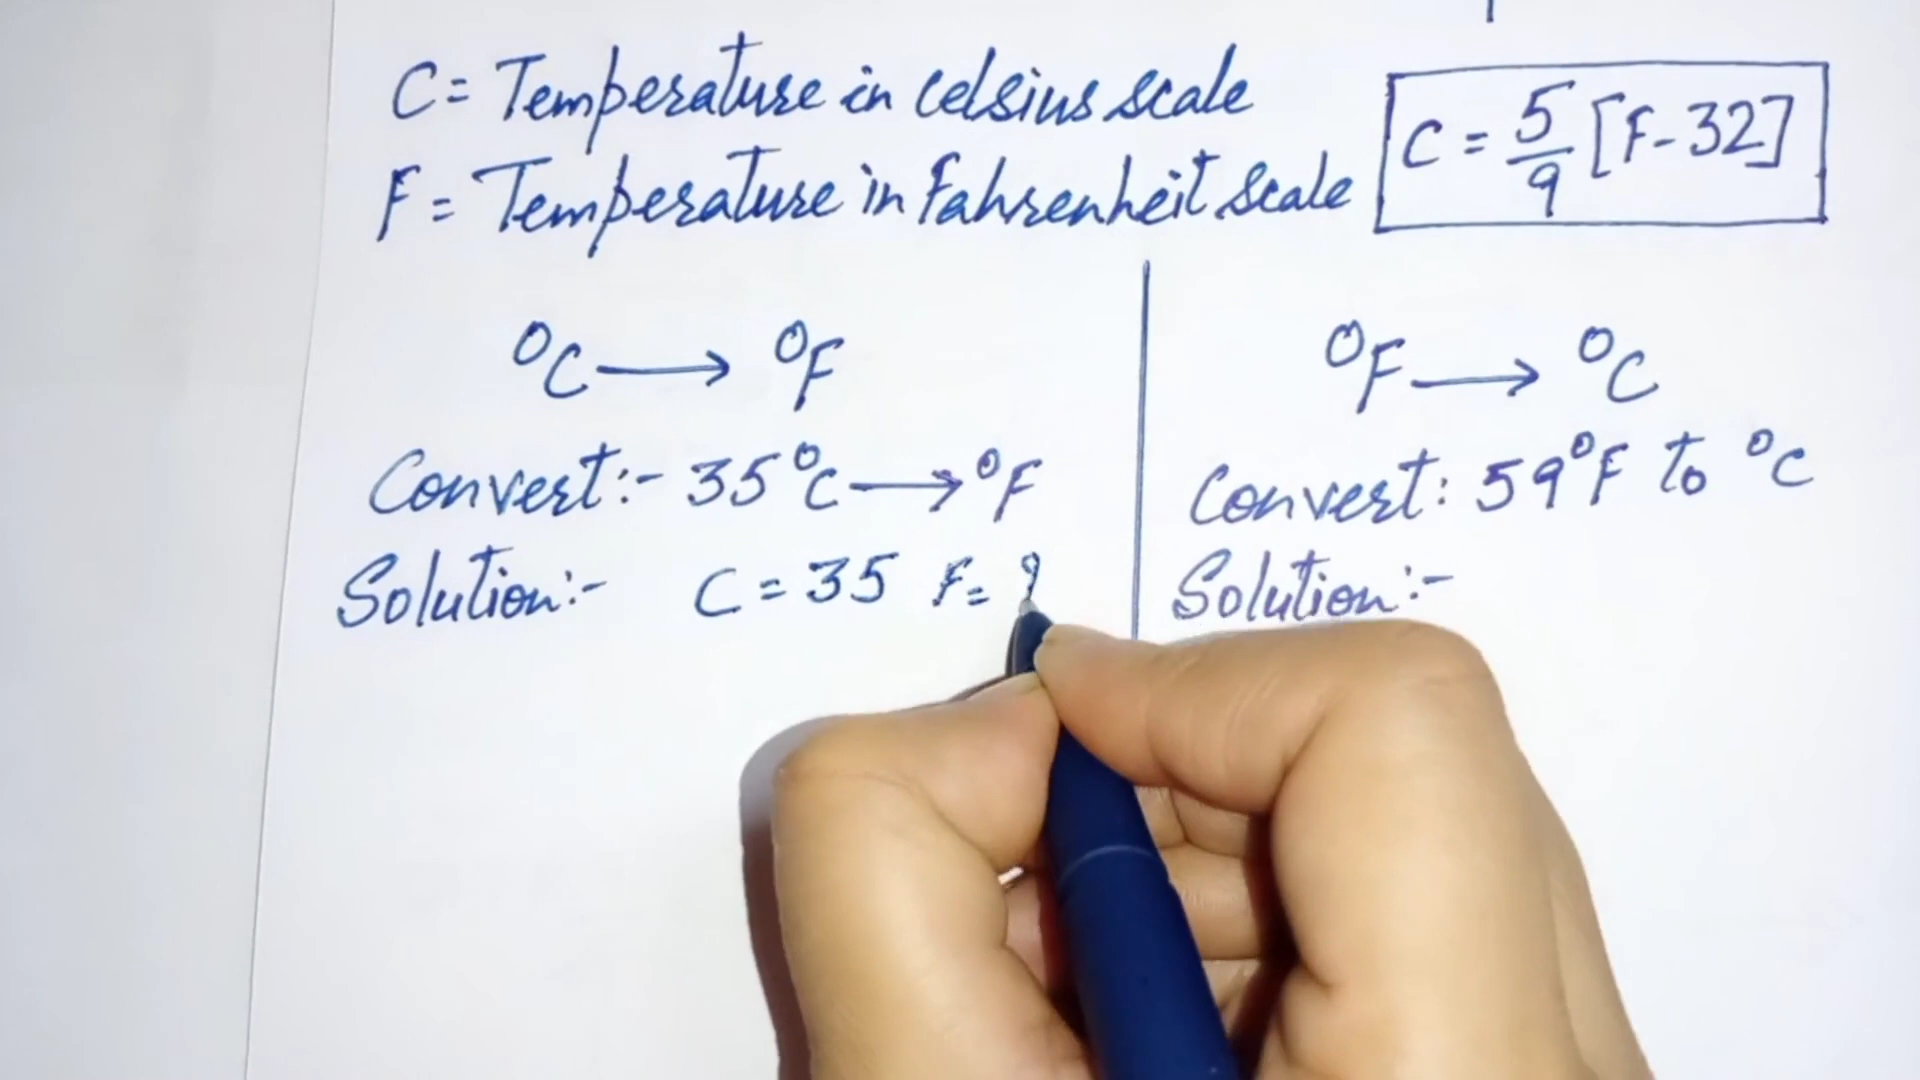 C = Temperature in Celsius scale
F = Temperature in Fahrenheit Scale
C = 5/9 [F-32]
°C → °F
Convert:- 35°C → °F
Solution:- C = 35 F = ?
°F → °C
Convert: 59°F to °C
Solution:-